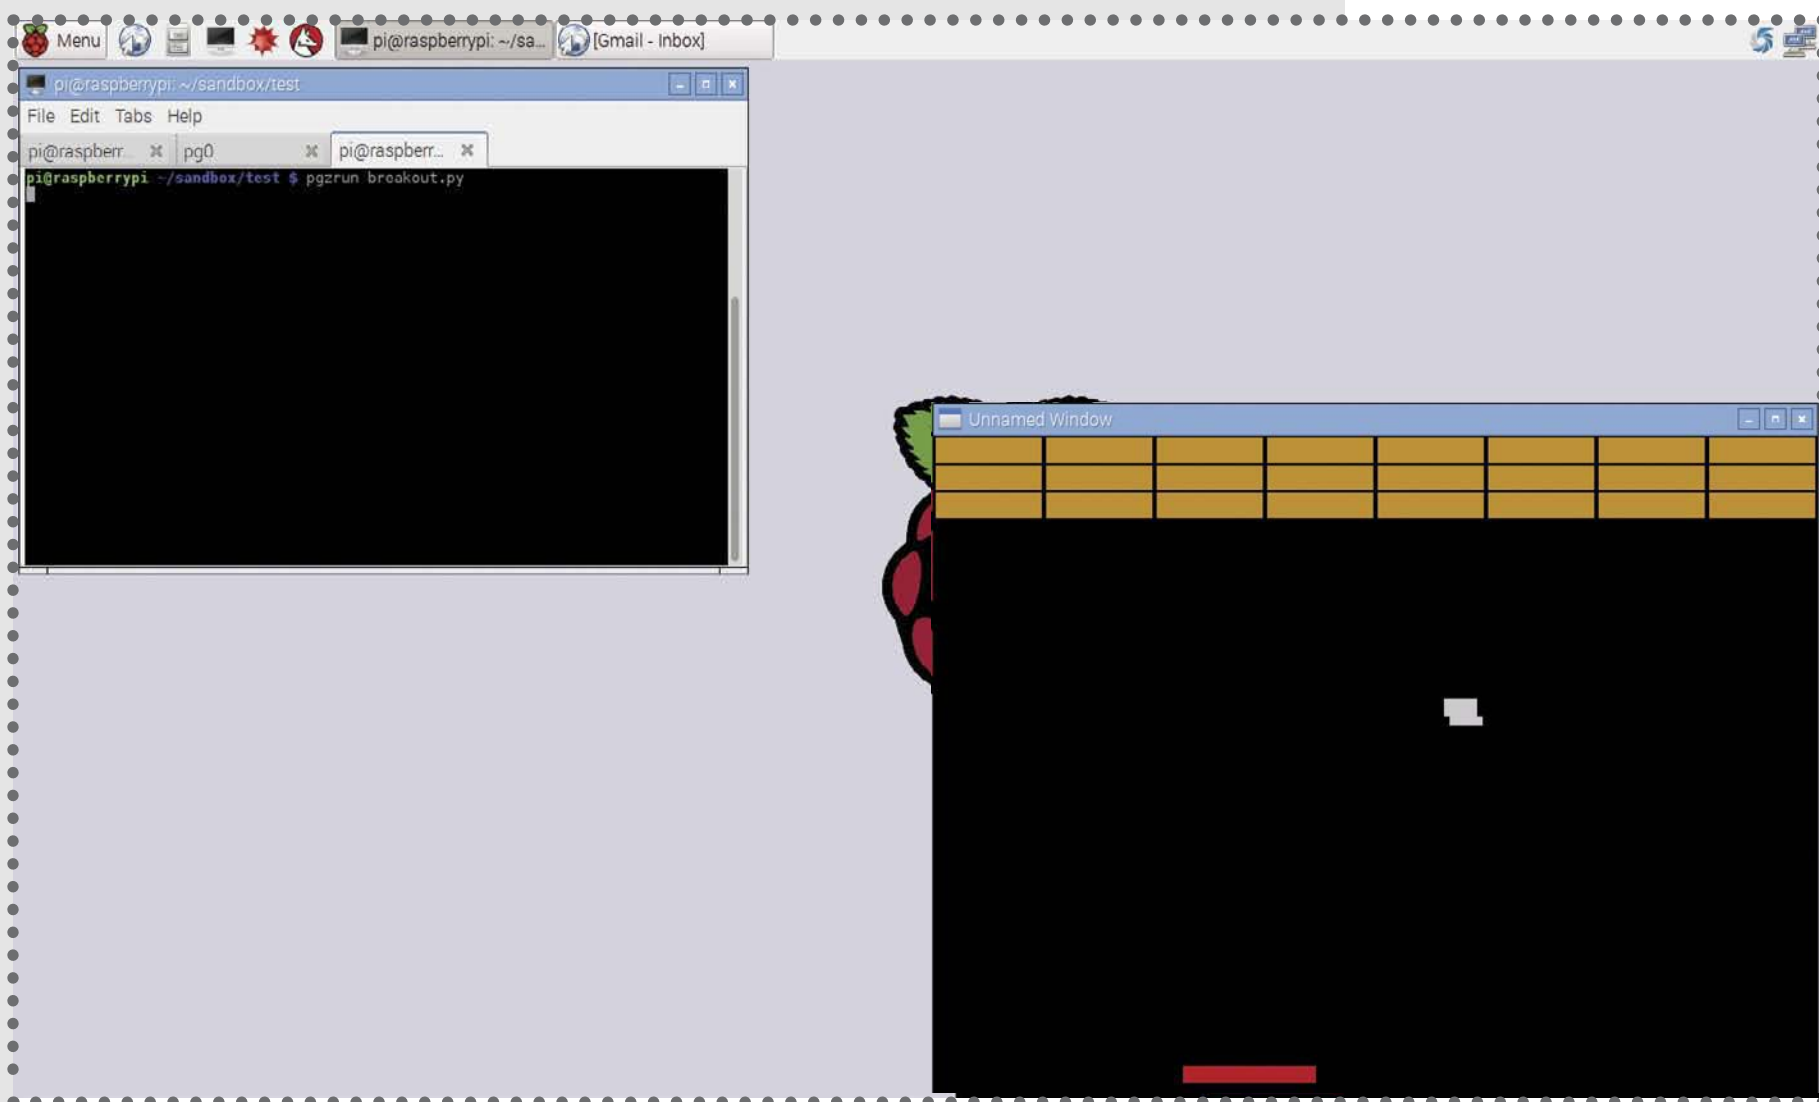 Menu pi@raspberrypi: ~/sa... [Gmail - Inbox]
pi@raspberrypi: ~/sandbox/test
File Edit Tabs Help
pi@raspberr... pg0 pi@raspberr...
pi@raspberrypi ~/sandbox/test $ pgzrun breakout.py
Unnamed Window